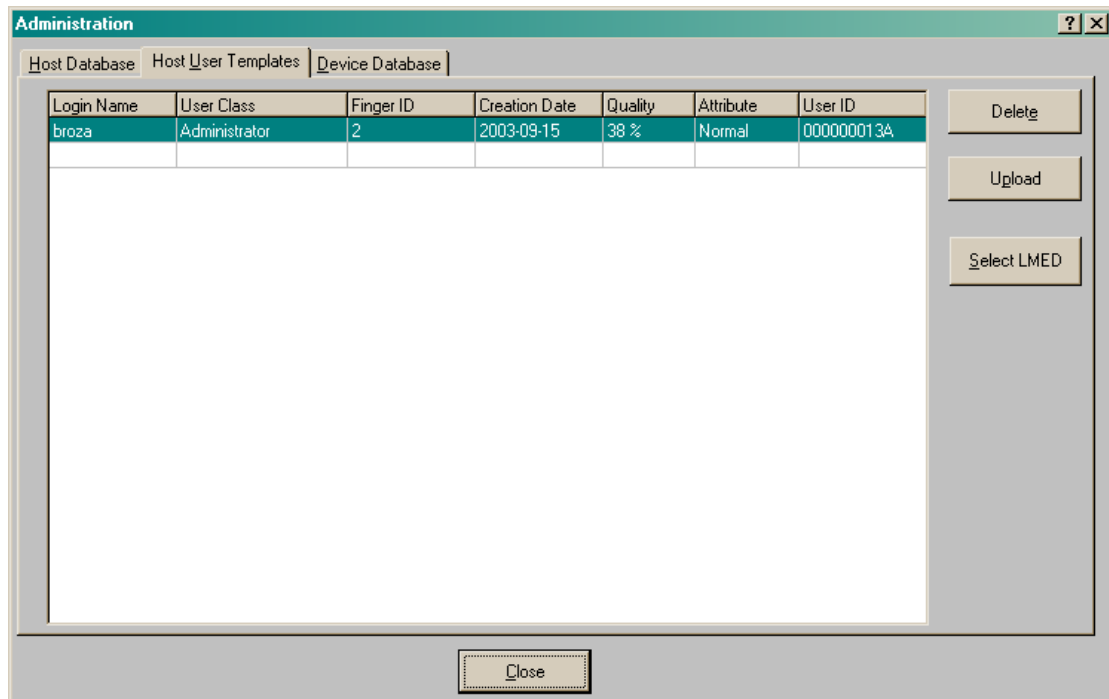 Administration
Host Database Host User Templates Device Database
Login Name User Class Finger ID Creation Date Quality Attribute User ID
broza Administrator 2 2003-09-15 38 % Normal 000000013A
Delete
Upload
Select LMED
Close